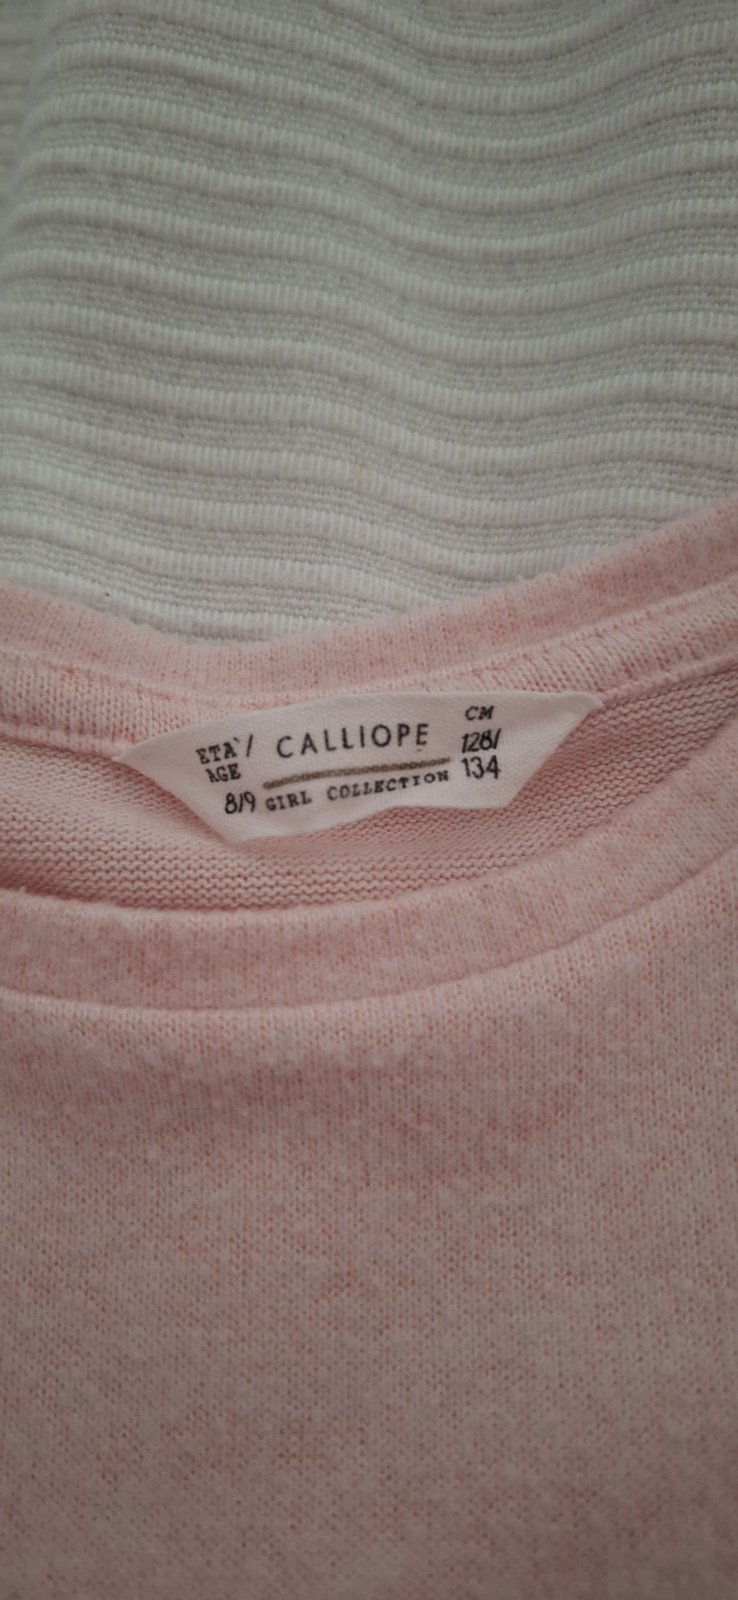 ETA'/
AGE
8/9
CALLIOPE
GIRL COLLECTION
CM
128/
134